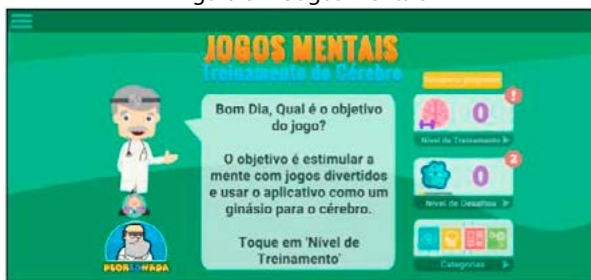 JOGOS MENTAIS
Treinamento do Cérebro
Bom Dia, Qual é o objetivo
do jogo?
O objetivo é estimular a
mente com jogos divertidos
e usar o aplicativo como um
ginásio para o cérebro.
Toque em 'Nível de
Treinamento'
1
0
Nível de Treinamento
2
0
Nível de Desafios
Categorias
PEORESNADA